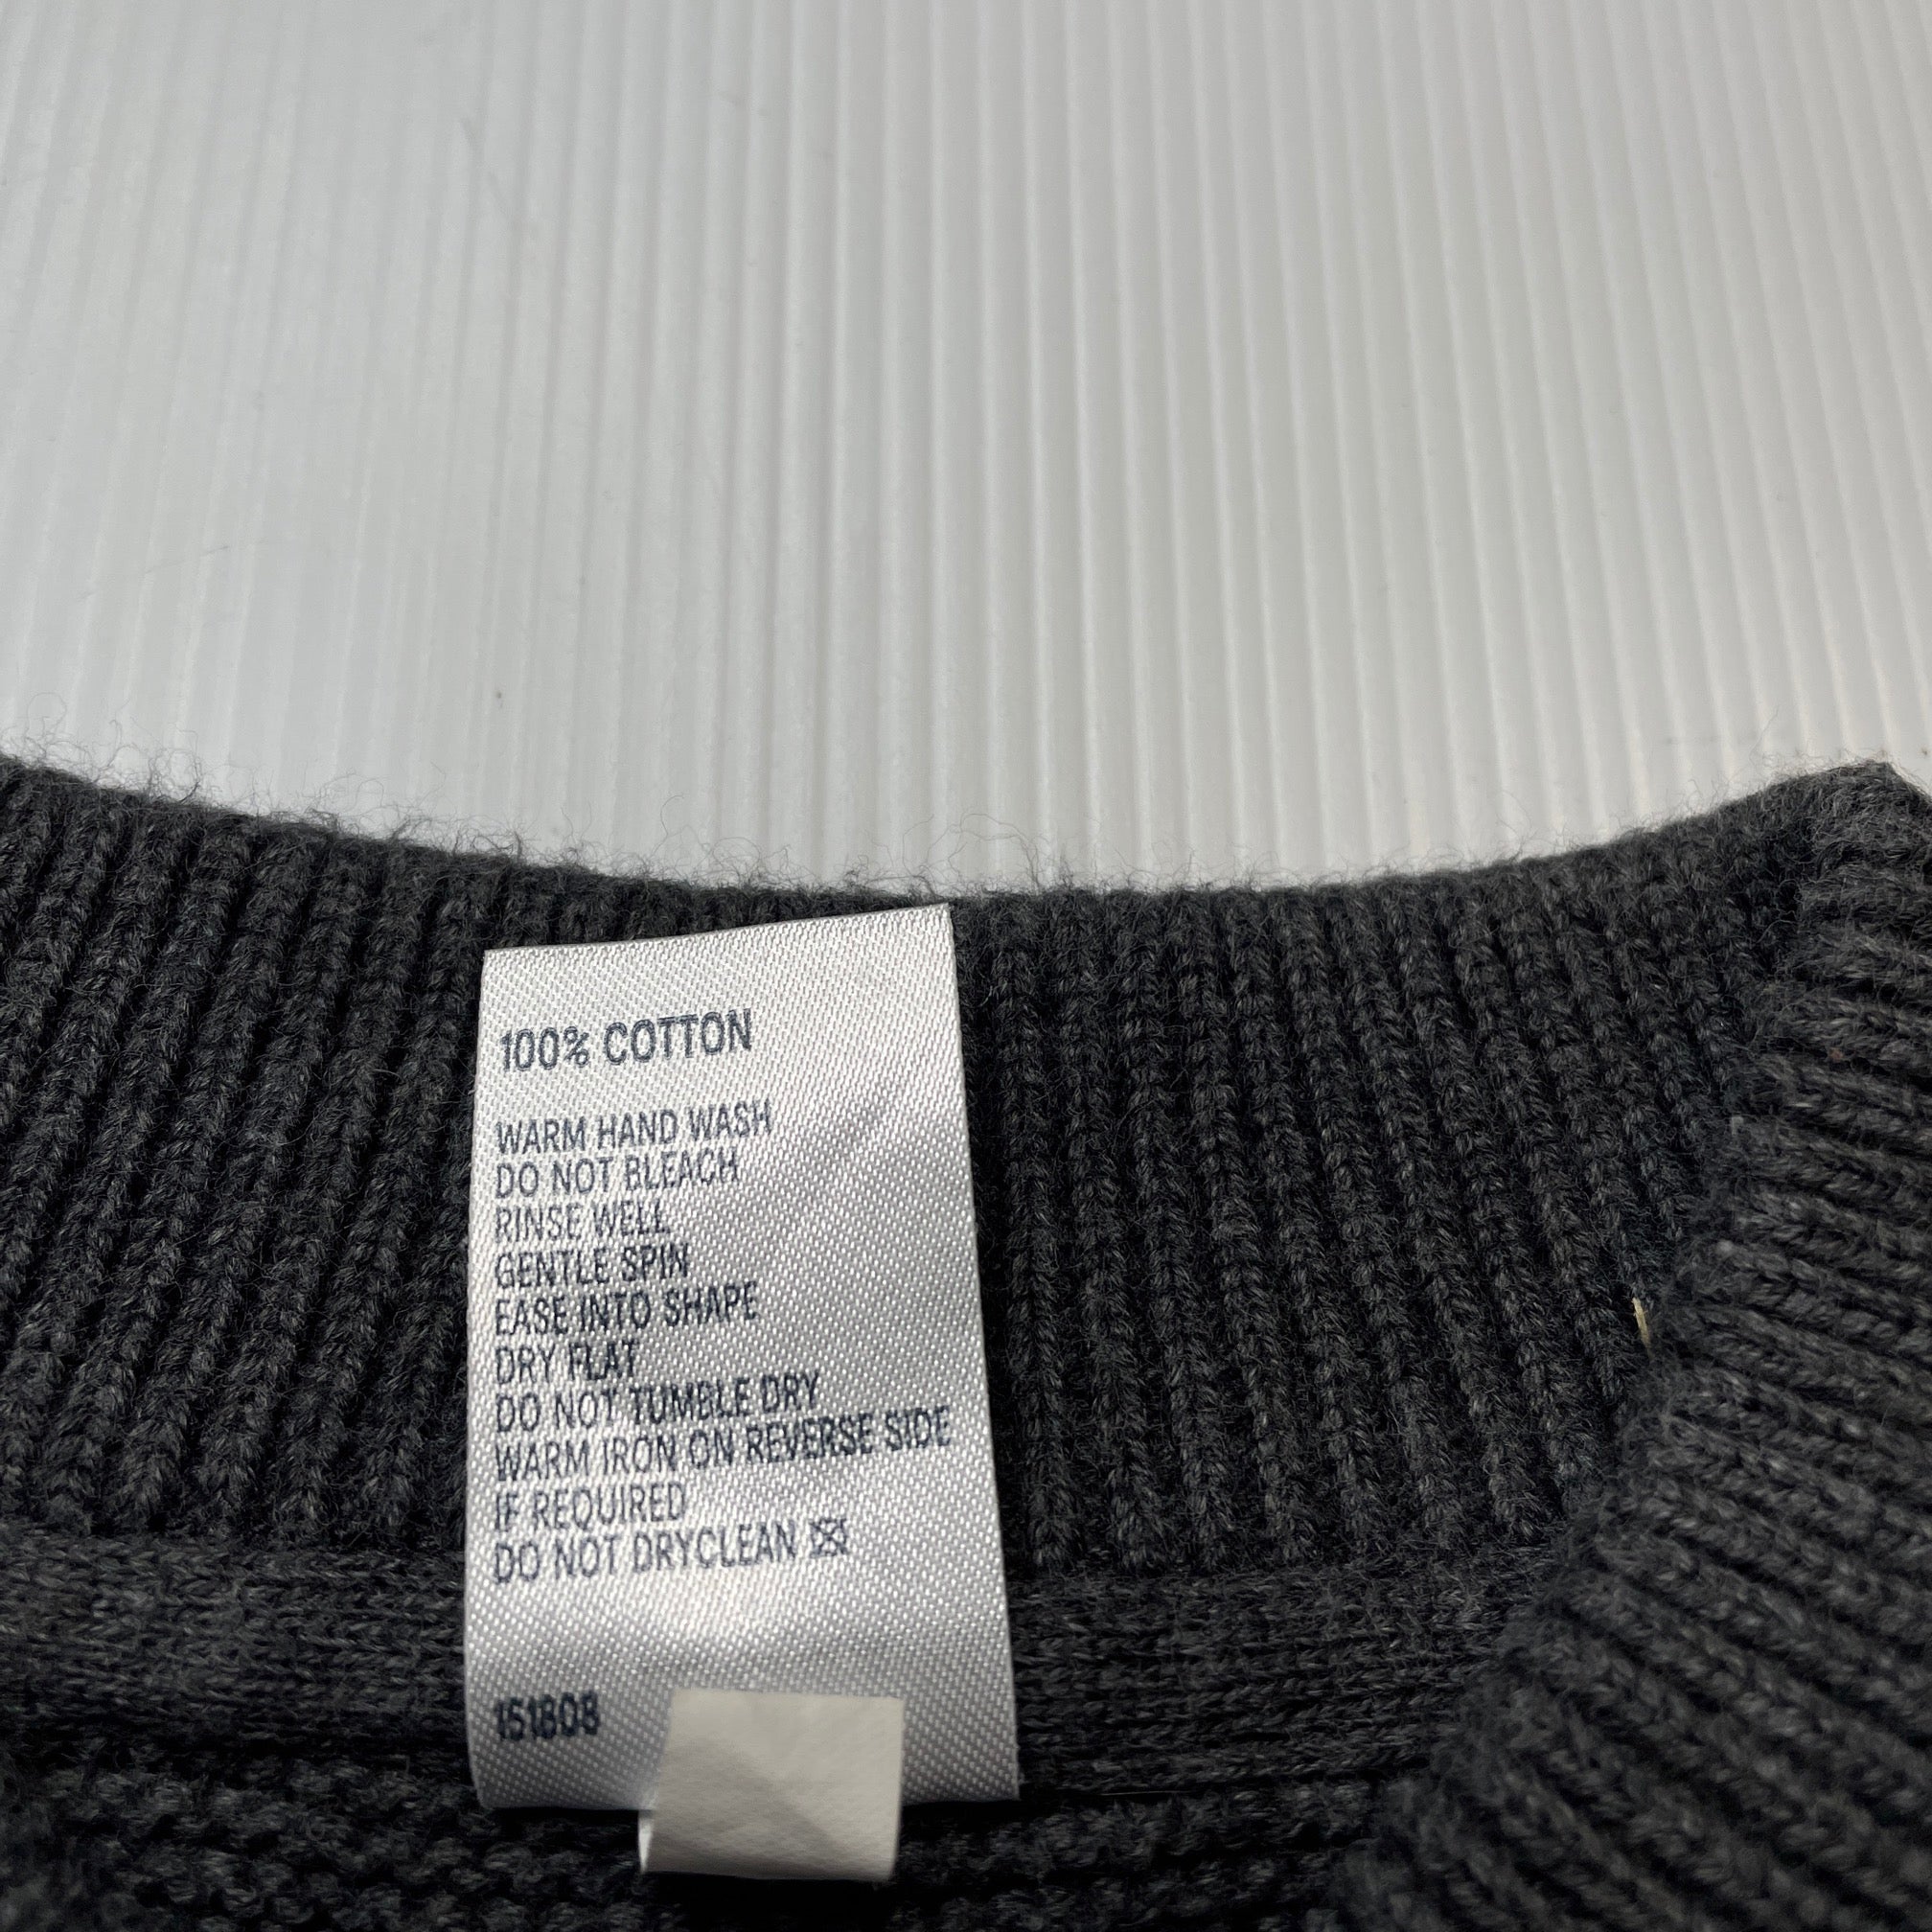 100% COTTON
WARM HAND WASH
DO NOT BLEACH
RINSE WELL
GENTLE SPIN
EASE INTO SHAPE
DRY FLAT
DO NOT TUMBLE DRY
WARM IRON ON REVERSE SIDE
IF REQUIRED
DO NOT DRYCLEAN
151808